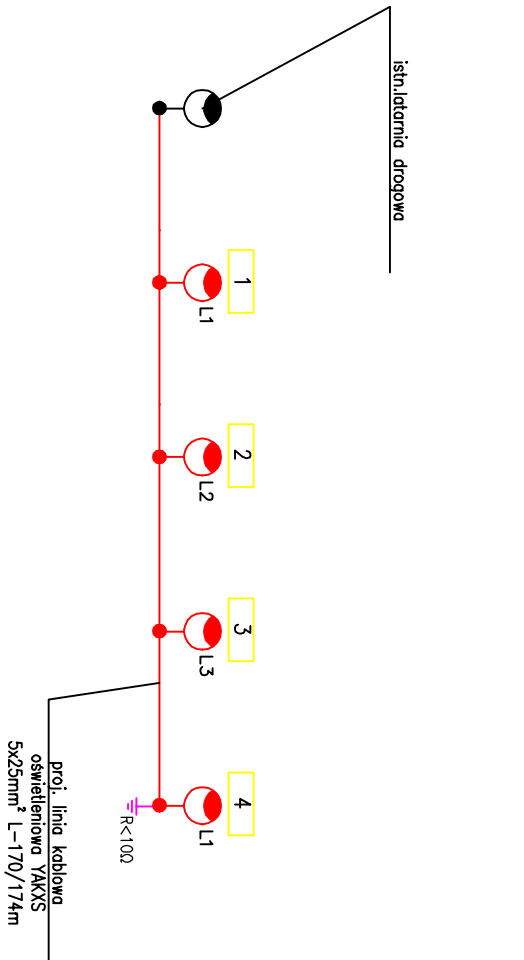 istn.latarnia drogowa
1
L1
2
L2
3
L3
4
L1
R<10Ω
proj. linia kablowa
oświetleniowa YAKXS
5x25mm² L-170/174m